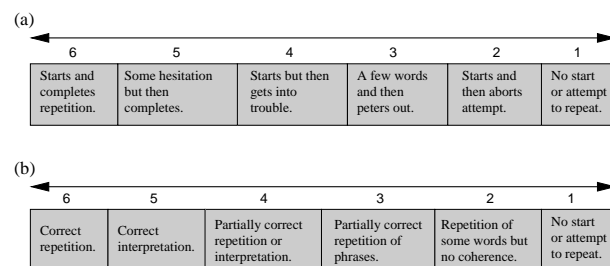 (a)
6 5 4 3 2 1
Starts and Some hesitation Starts but then A few words Starts and No start
completes but then gets into and then then aborts or attempt
repetition. completes. trouble. peters out. attempt. to repeat.
(b)
6 5 4 3 2 1
Correct Correct Partially correct Partially correct Repetition of No start
repetition. interpretation. repetition or repetition of some words but or attempt
interpretation. phrases. no coherence. to repeat.